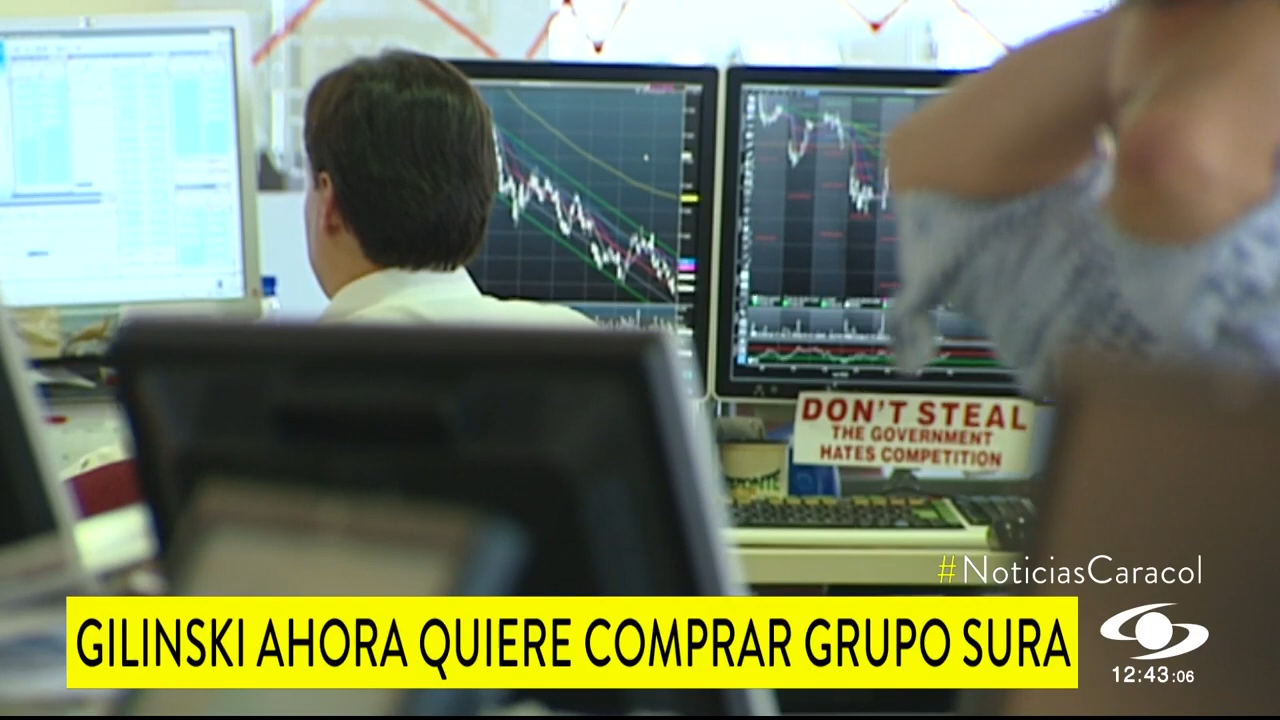 DON'T STEAL
THE GOVERNMENT
HATES COMPETITION
#NoticiasCaracol
GILINSKI AHORA QUIERE COMPRAR GRUPO SURA
12:43:06